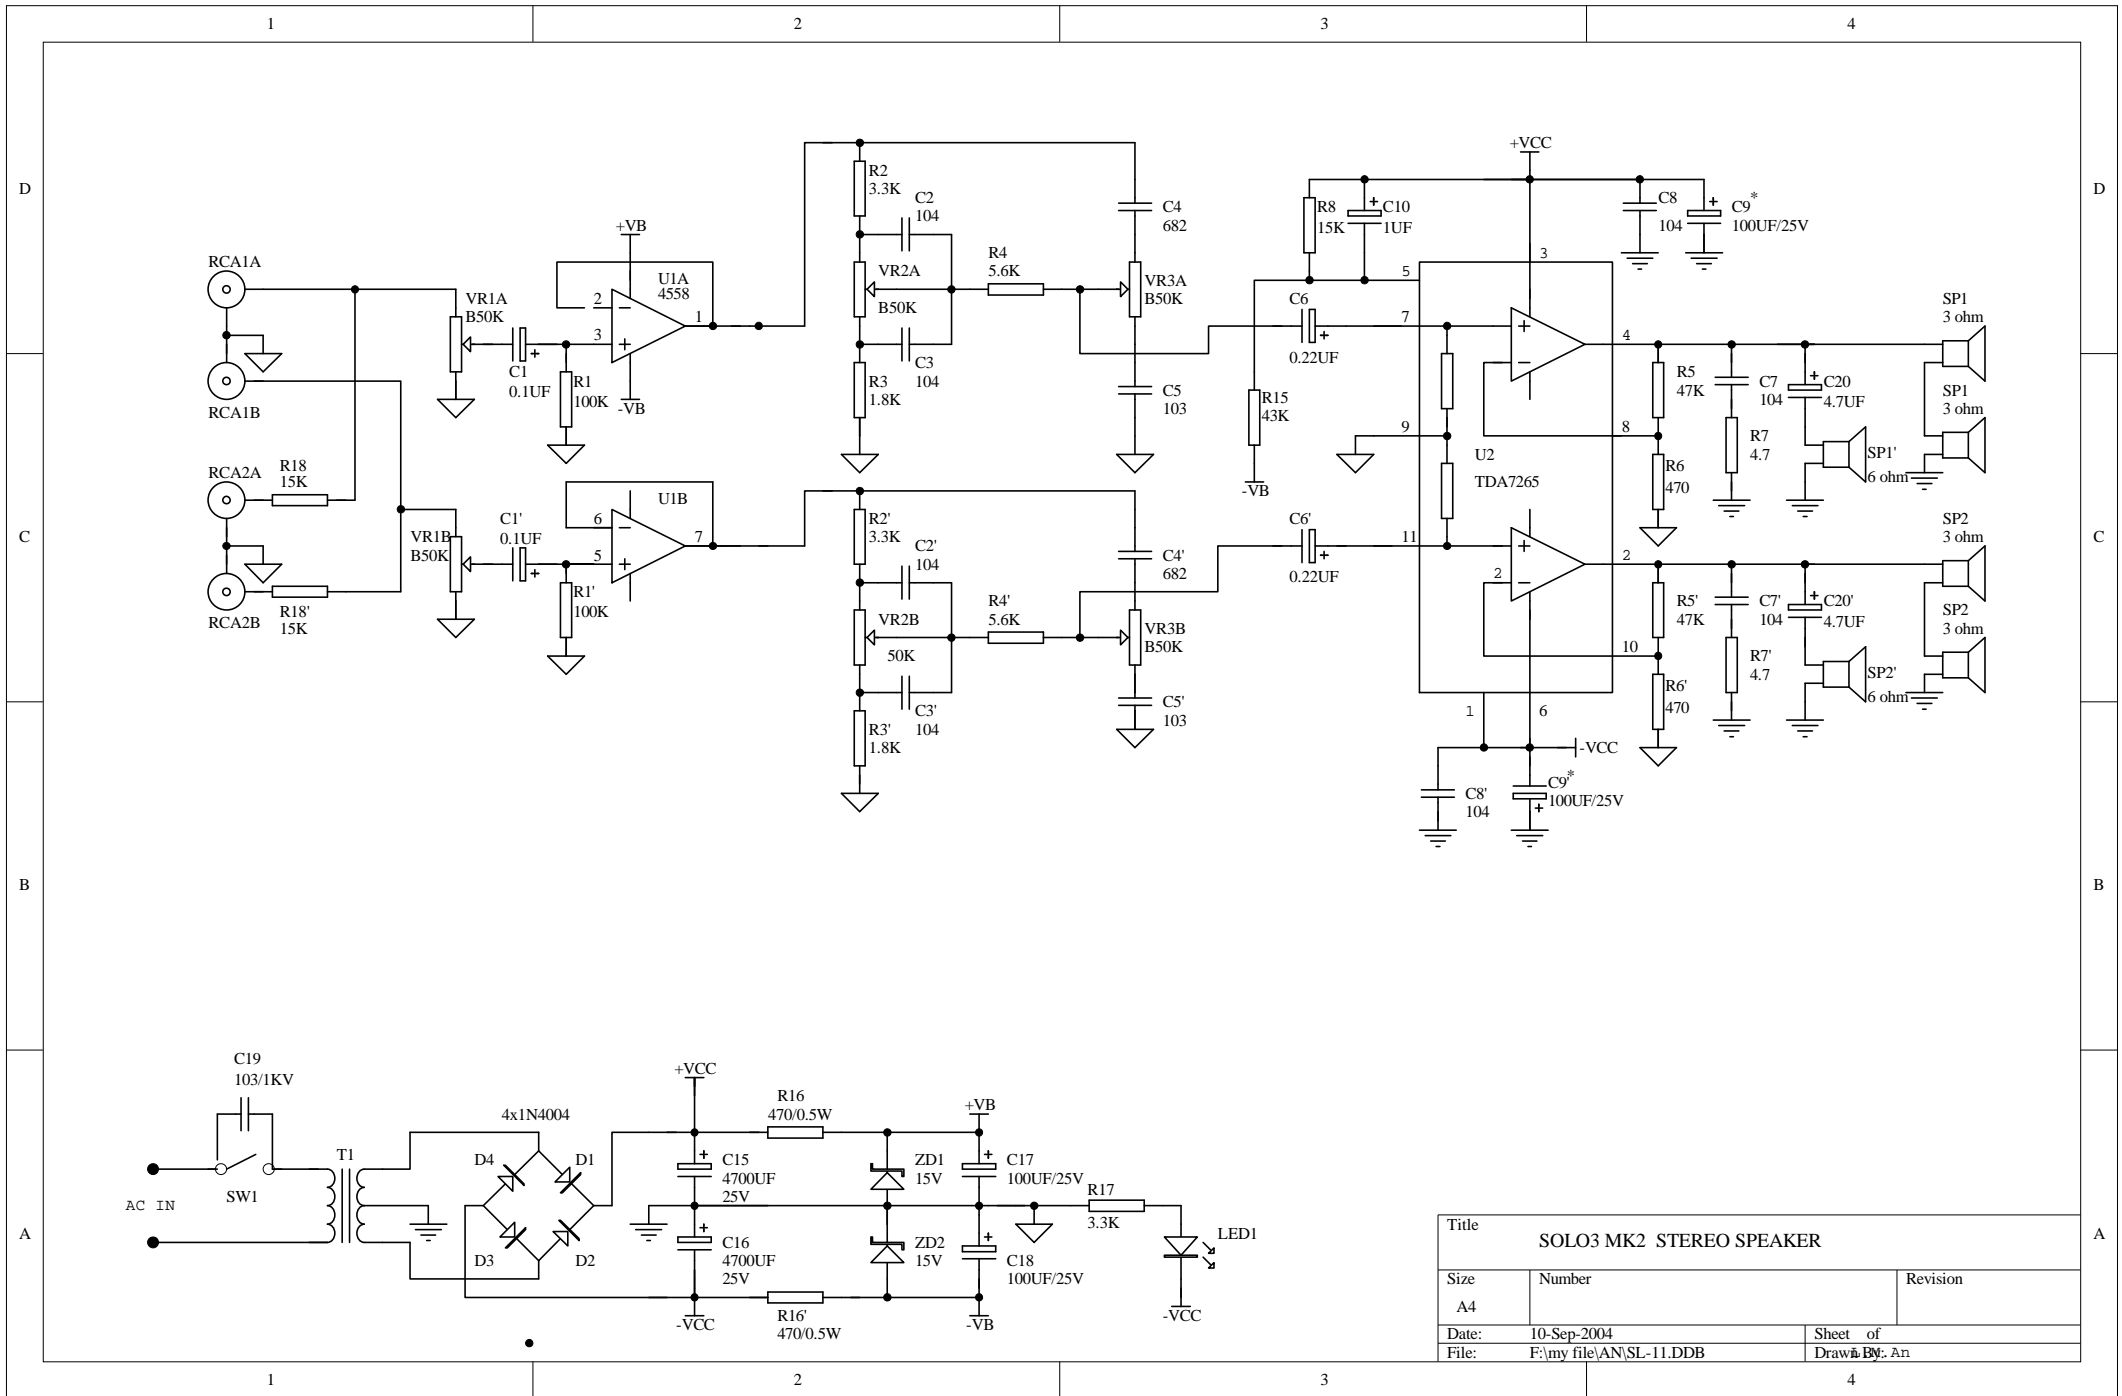 1
2
3
4
D
D
C
C
B
B
A
A
1
2
3
4
RCA1A
RCA1B
RCA2A
RCA2B
R18
15K
R18'
15K
VR1A
B50K
VR1B
B50K
C1
0.1UF
C1'
0.1UF
R1
100K
R1'
100K
+VB
-VB
U1A
4558
2
3
1
U1B
6
5
7
R2
3.3K
C2
104
VR2A
B50K
C3
104
R3
1.8K
R4
5.6K
C4
682
VR3A
B50K
C5
103
R2'
3.3K
C2'
104
VR2B
50K
C3'
104
R3'
1.8K
R4'
5.6K
C4'
682
VR3B
B50K
C5'
103
+VCC
R8
15K
C10
1UF
C8
104
C9*
100UF/25V
R15
43K
-VB
C6
0.22UF
C6'
0.22UF
5
3
7
9
11
4
8
2
2
10
1
6
U2
TDA7265
R5
47K
C7
104
C20
4.7UF
R7
4.7
R6
470
SP1'
6 ohm
SP1
3 ohm
SP1
3 ohm
R5'
47K
C7'
104
C20'
4.7UF
R7'
4.7
R6'
470
SP2'
6 ohm
SP2
3 ohm
SP2
3 ohm
-VCC
C8'
104
C9'*
100UF/25V
C19
103/1KV
AC IN
SW1
T1
4x1N4004
D4
D1
D3
D2
+VCC
-VCC
C15
4700UF
25V
C16
4700UF
25V
R16
470/0.5W
R16'
470/0.5W
ZD1
15V
ZD2
15V
+VB
-VB
C17
100UF/25V
C18
100UF/25V
R17
3.3K
LED1
-VCC
Title
SOLO3 MK2 STEREO SPEAKER
Size
Number
Revision
A4
Date:
10-Sep-2004
Sheet of
File:
F:\my file\AN\SL-11.DDB
Drawn By:
An